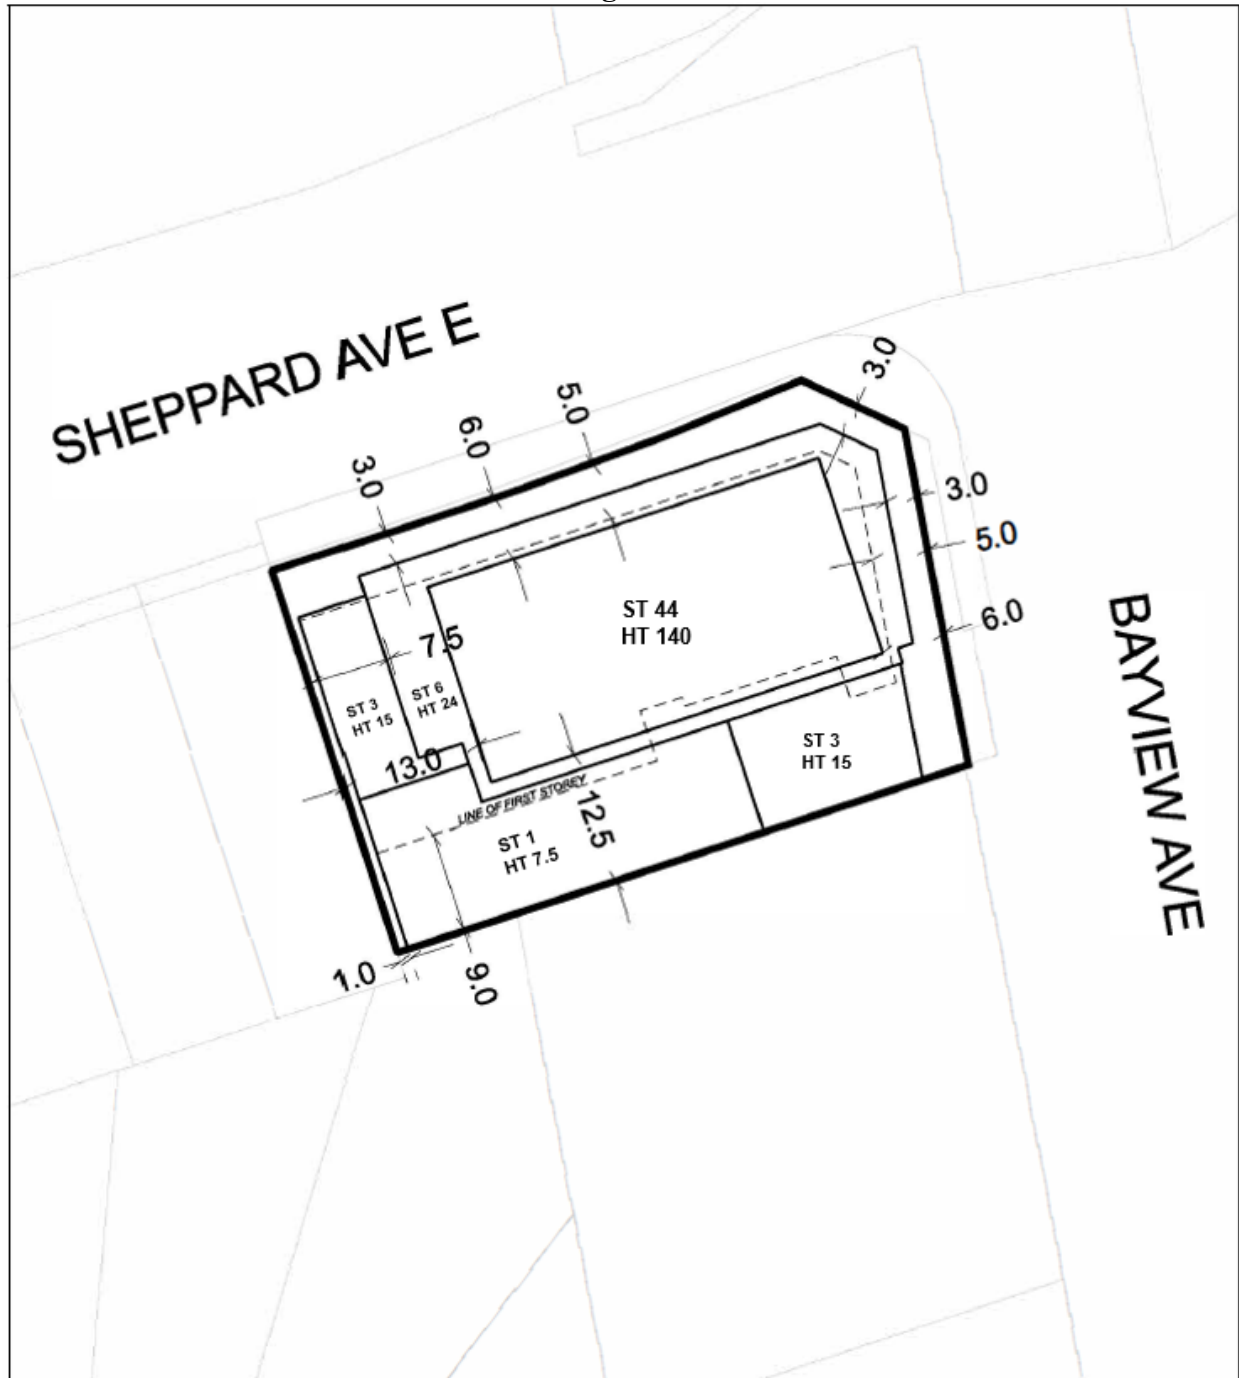 SHEPPARD AVE E
3.0
6.0
5.0
3.0
3.0
5.0
6.0
BAYVIEW AVE
ST 44
HT 140
7.5
ST 6
HT 24
ST 3
HT 15
13.0
ST 3
HT 15
LINE OF FIRST STOREY
12.5
ST 1
HT 7.5
1.0
9.0